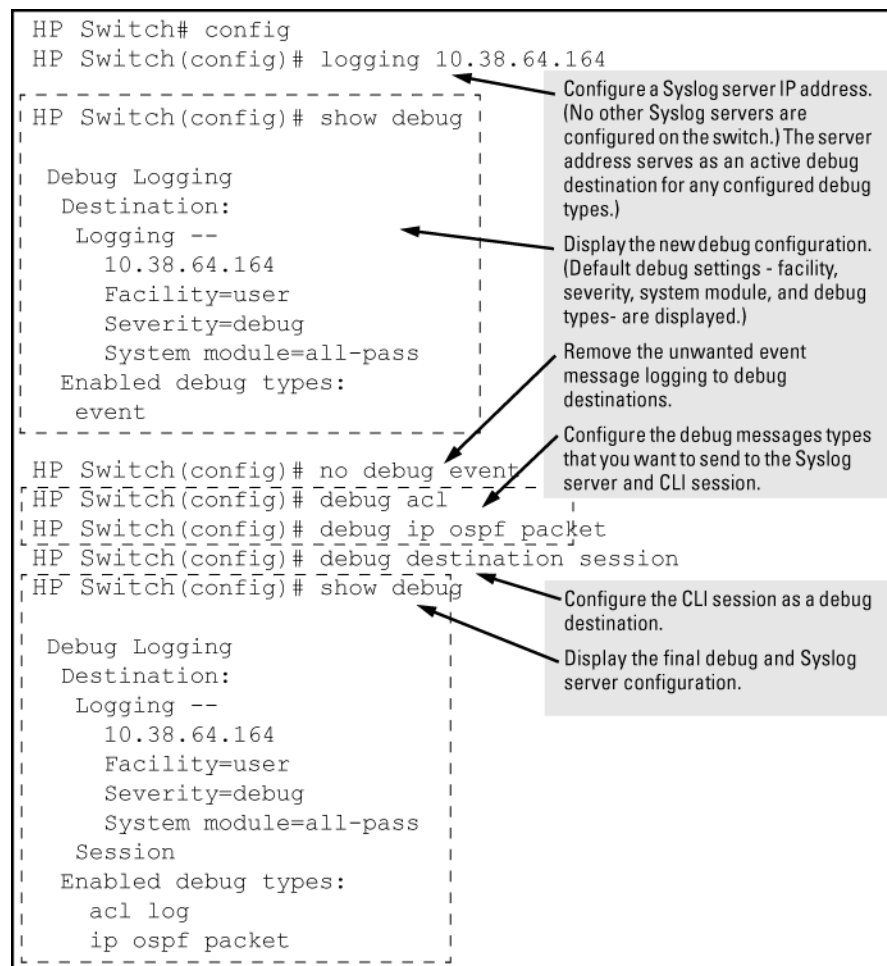 HP Switch# config
HP Switch(config)# logging 10.38.64.164
HP Switch(config)# show debug
Debug Logging
Destination:
Logging --
10.38.64.164
Facility=user
Severity=debug
System module=all-pass
Enabled debug types:
event
HP Switch(config)# no debug event
HP Switch(config)# debug acl
HP Switch(config)# debug ip ospf packet
HP Switch(config)# debug destination session
HP Switch(config)# show debug
Debug Logging
Destination:
Logging --
10.38.64.164
Facility=user
Severity=debug
System module=all-pass
Session
Enabled debug types:
acl log
ip ospf packet
Configure a Syslog server IP address.
(No other Syslog servers are
configured on the switch.) The server
address serves as an active debug
destination for any configured debug
types.)
Display the new debug configuration.
(Default debug settings - facility,
severity, system module, and debug
types- are displayed.)
Remove the unwanted event
message logging to debug
destinations.
Configure the debug messages types
that you want to send to the Syslog
server and CLI session.
Configure the CLI session as a debug
destination.
Display the final debug and Syslog
server configuration.